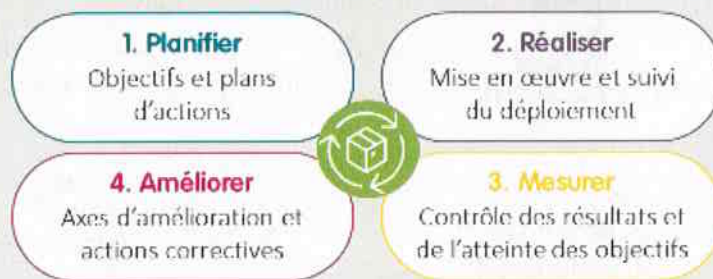 1. Planifier
Objectifs et plans
d'actions
2. Réaliser
Mise en œuvre et suivi
du déploiement
4. Améliorer
Axes d'amélioration et
actions correctives
3. Mesurer
Contrôle des résultats et
de l'atteinte des objectifs